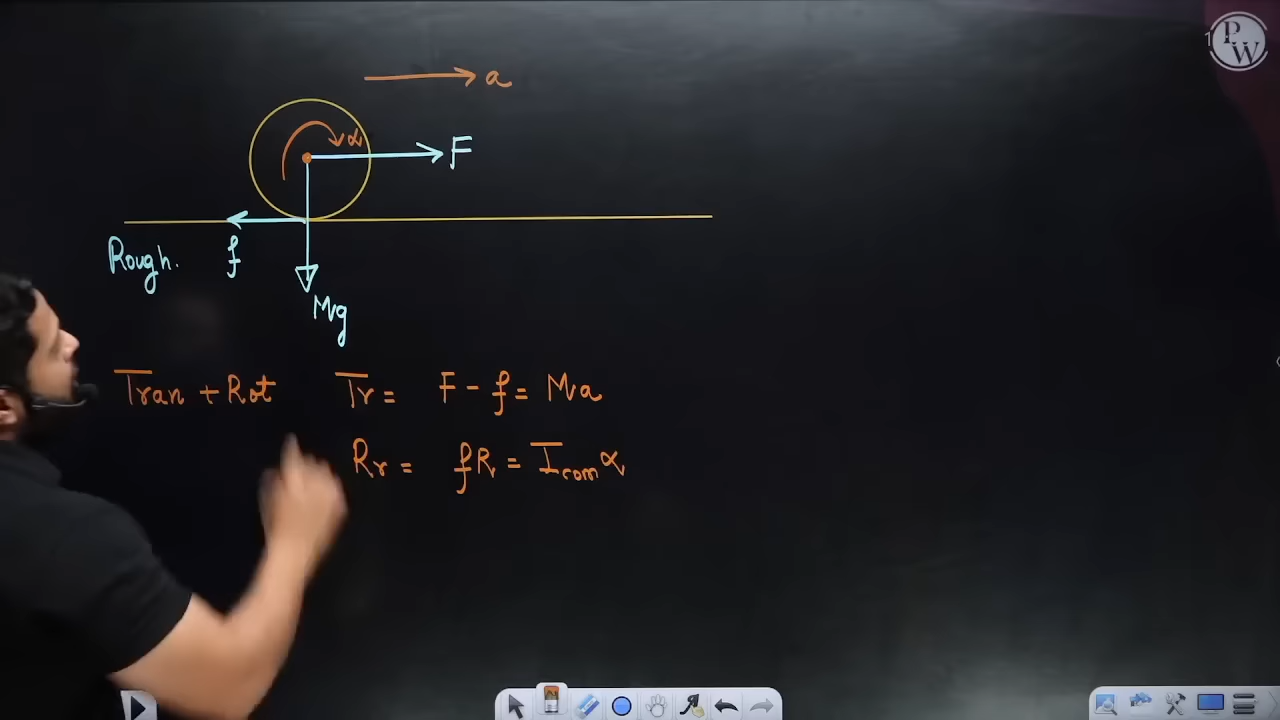 PW
a
α
F
Rough. f
Mg
Tran + Rot Tr = F - f = Ma
Rr = fR = Icom α